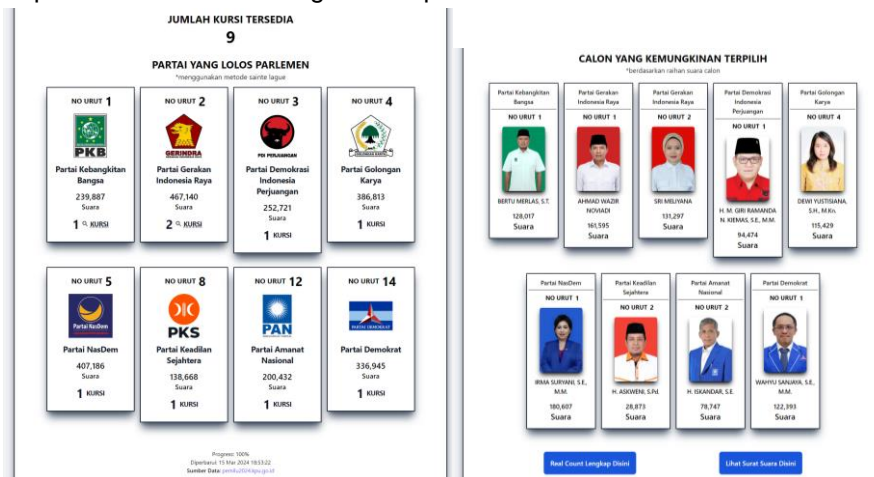 JUMLAH KURSI TERSEDIA
9
PARTAI YANG LOLOS PARLEMEN
*menggunakan metode sainte lague
NO URUT 1
PKB
Partai Kebangkitan
Bangsa
239,887
Suara
1 KURSI
NO URUT 2
GERINDRA
Partai Gerakan
Indonesia Raya
467,140
Suara
2 KURSI
NO URUT 3
PDI PERJUANGAN
Partai Demokrasi
Indonesia
Perjuangan
252,721
Suara
1 KURSI
NO URUT 4
Partai Golongan
Karya
386,813
Suara
1 KURSI
NO URUT 5
Partai NasDem
Partai NasDem
407,186
Suara
1 KURSI
NO URUT 8
PKS
Partai Keadilan
Sejahtera
138,668
Suara
1 KURSI
NO URUT 12
PAN
Partai Amanat
Nasional
200,432
Suara
1 KURSI
NO URUT 14
PARTAI DEMOKRAT
Partai Demokrat
336,945
Suara
1 KURSI
Progress: 100%
Diperbarui: 15 Mar 2024 18:53:22
Sumber Data: pemilu2024.kpu.go.id
CALON YANG KEMUNGKINAN TERPILIH
*berdasarkan raihan suara calon
Partai Kebangkitan
Bangsa
NO URUT 1
BERTU MERLAS, S.T.
128,017
Suara
Partai Gerakan
Indonesia Raya
NO URUT 1
AHMAD WAZIR
NOVIADI
161,595
Suara
Partai Gerakan
Indonesia Raya
NO URUT 2
SRI MELIYANA
131,297
Suara
Partai Demokrasi
Indonesia
Perjuangan
NO URUT 1
H. M. GIRI RAMANDA
N. KIEMAS, S.E., M.M.
94,474
Suara
Partai Golongan
Karya
NO URUT 4
DEWI YUSTISIANA.
S.H., M.Kn.
115,429
Suara
Partai NasDem
NO URUT 1
IRMA SURYANI, S.E.,
M.M.
180,607
Suara
Partai Keadilan
Sejahtera
NO URUT 2
H. ASKWENI, S.Pd.
28,873
Suara
Partai Amanat
Nasional
NO URUT 2
H. ISKANDAR, S.E.
78,747
Suara
Partai Demokrat
NO URUT 1
WAHYU SANJAYA, S.E.,
M.M.
122,393
Suara
Real Count Lengkap Disini
Lihat Surat Suara Disini